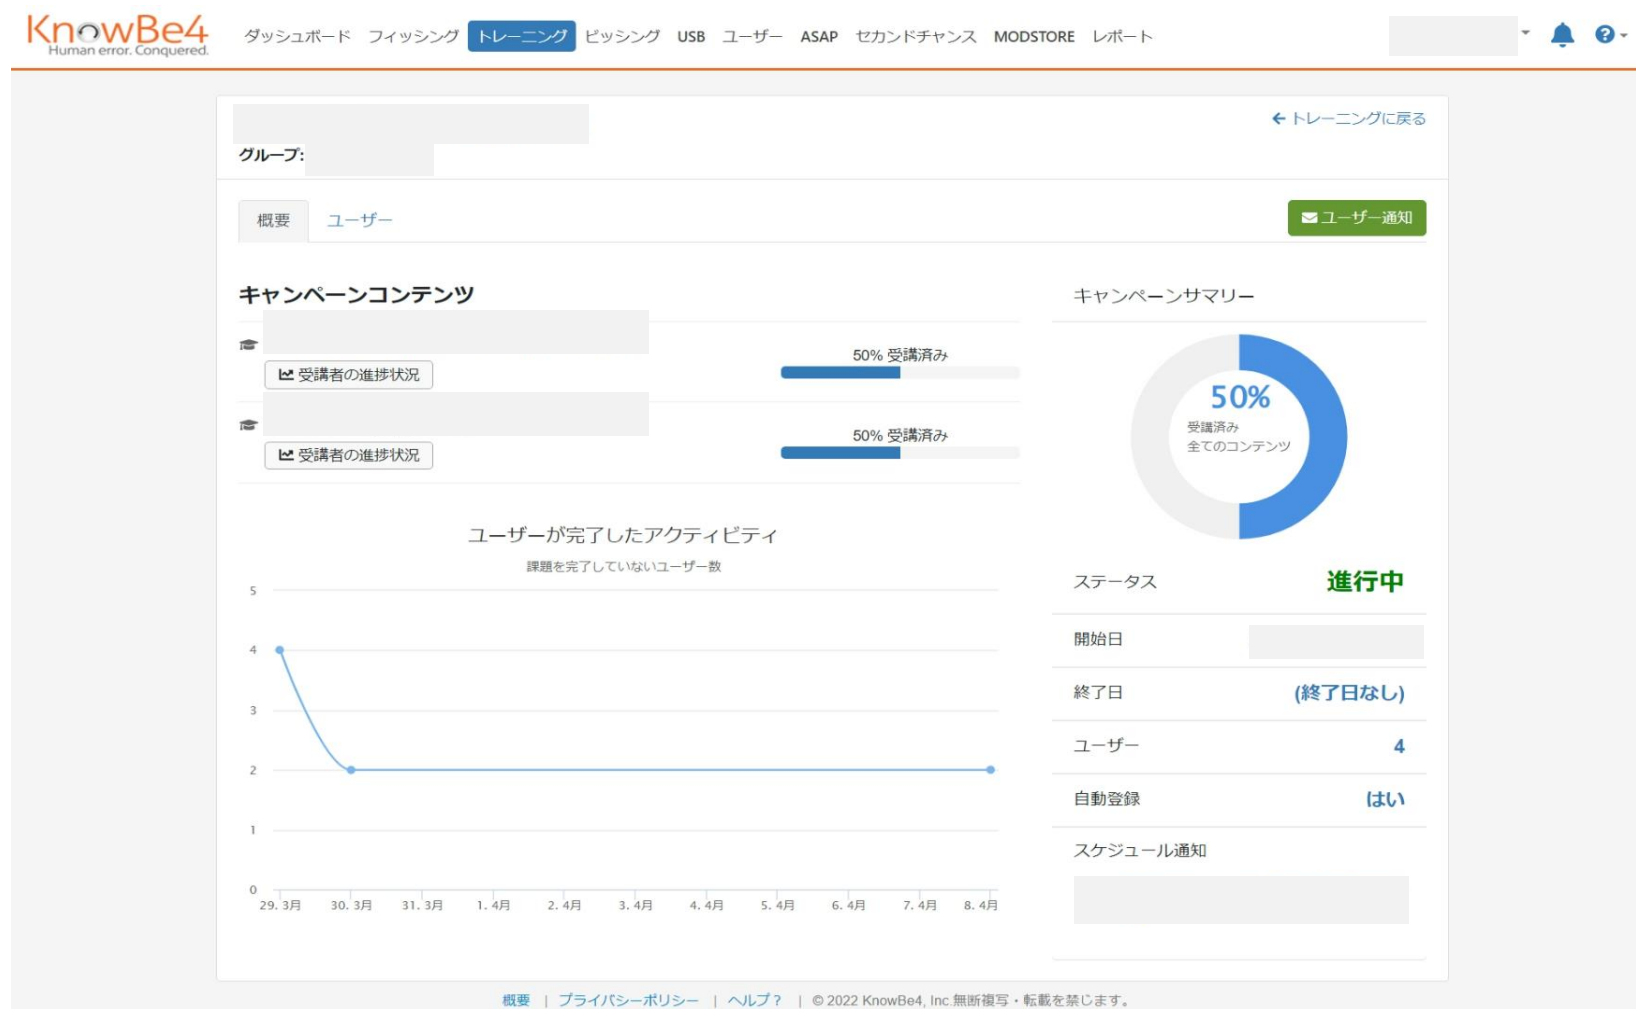 KnowBe4
Human error. Conquered.
ダッシュボード フィッシング トレーニング ビッシング USB ユーザー ASAP セカンドチャンス MODSTORE レポート
← トレーニングに戻る
グループ:
概要 ユーザー
ユーザー通知
キャンペーンコンテンツ
50% 受講済み
受講者の進捗状況
50% 受講済み
受講者の進捗状況
ユーザーが完了したアクティビティ
課題を完了していないユーザー数
5
4
3
2
1
0
29. 3月 30. 3月 31. 3月 1. 4月 2. 4月 3. 4月 4. 4月 5. 4月 6. 4月 7. 4月 8. 4月
キャンペーンサマリー
50%
受講済み
全てのコンテンツ
ステータス 進行中
開始日
終了日 (終了日なし)
ユーザー 4
自動登録 はい
スケジュール通知
概要 | プライバシーポリシー | ヘルプ？ | © 2022 KnowBe4, Inc.無断複写・転載を禁じます。